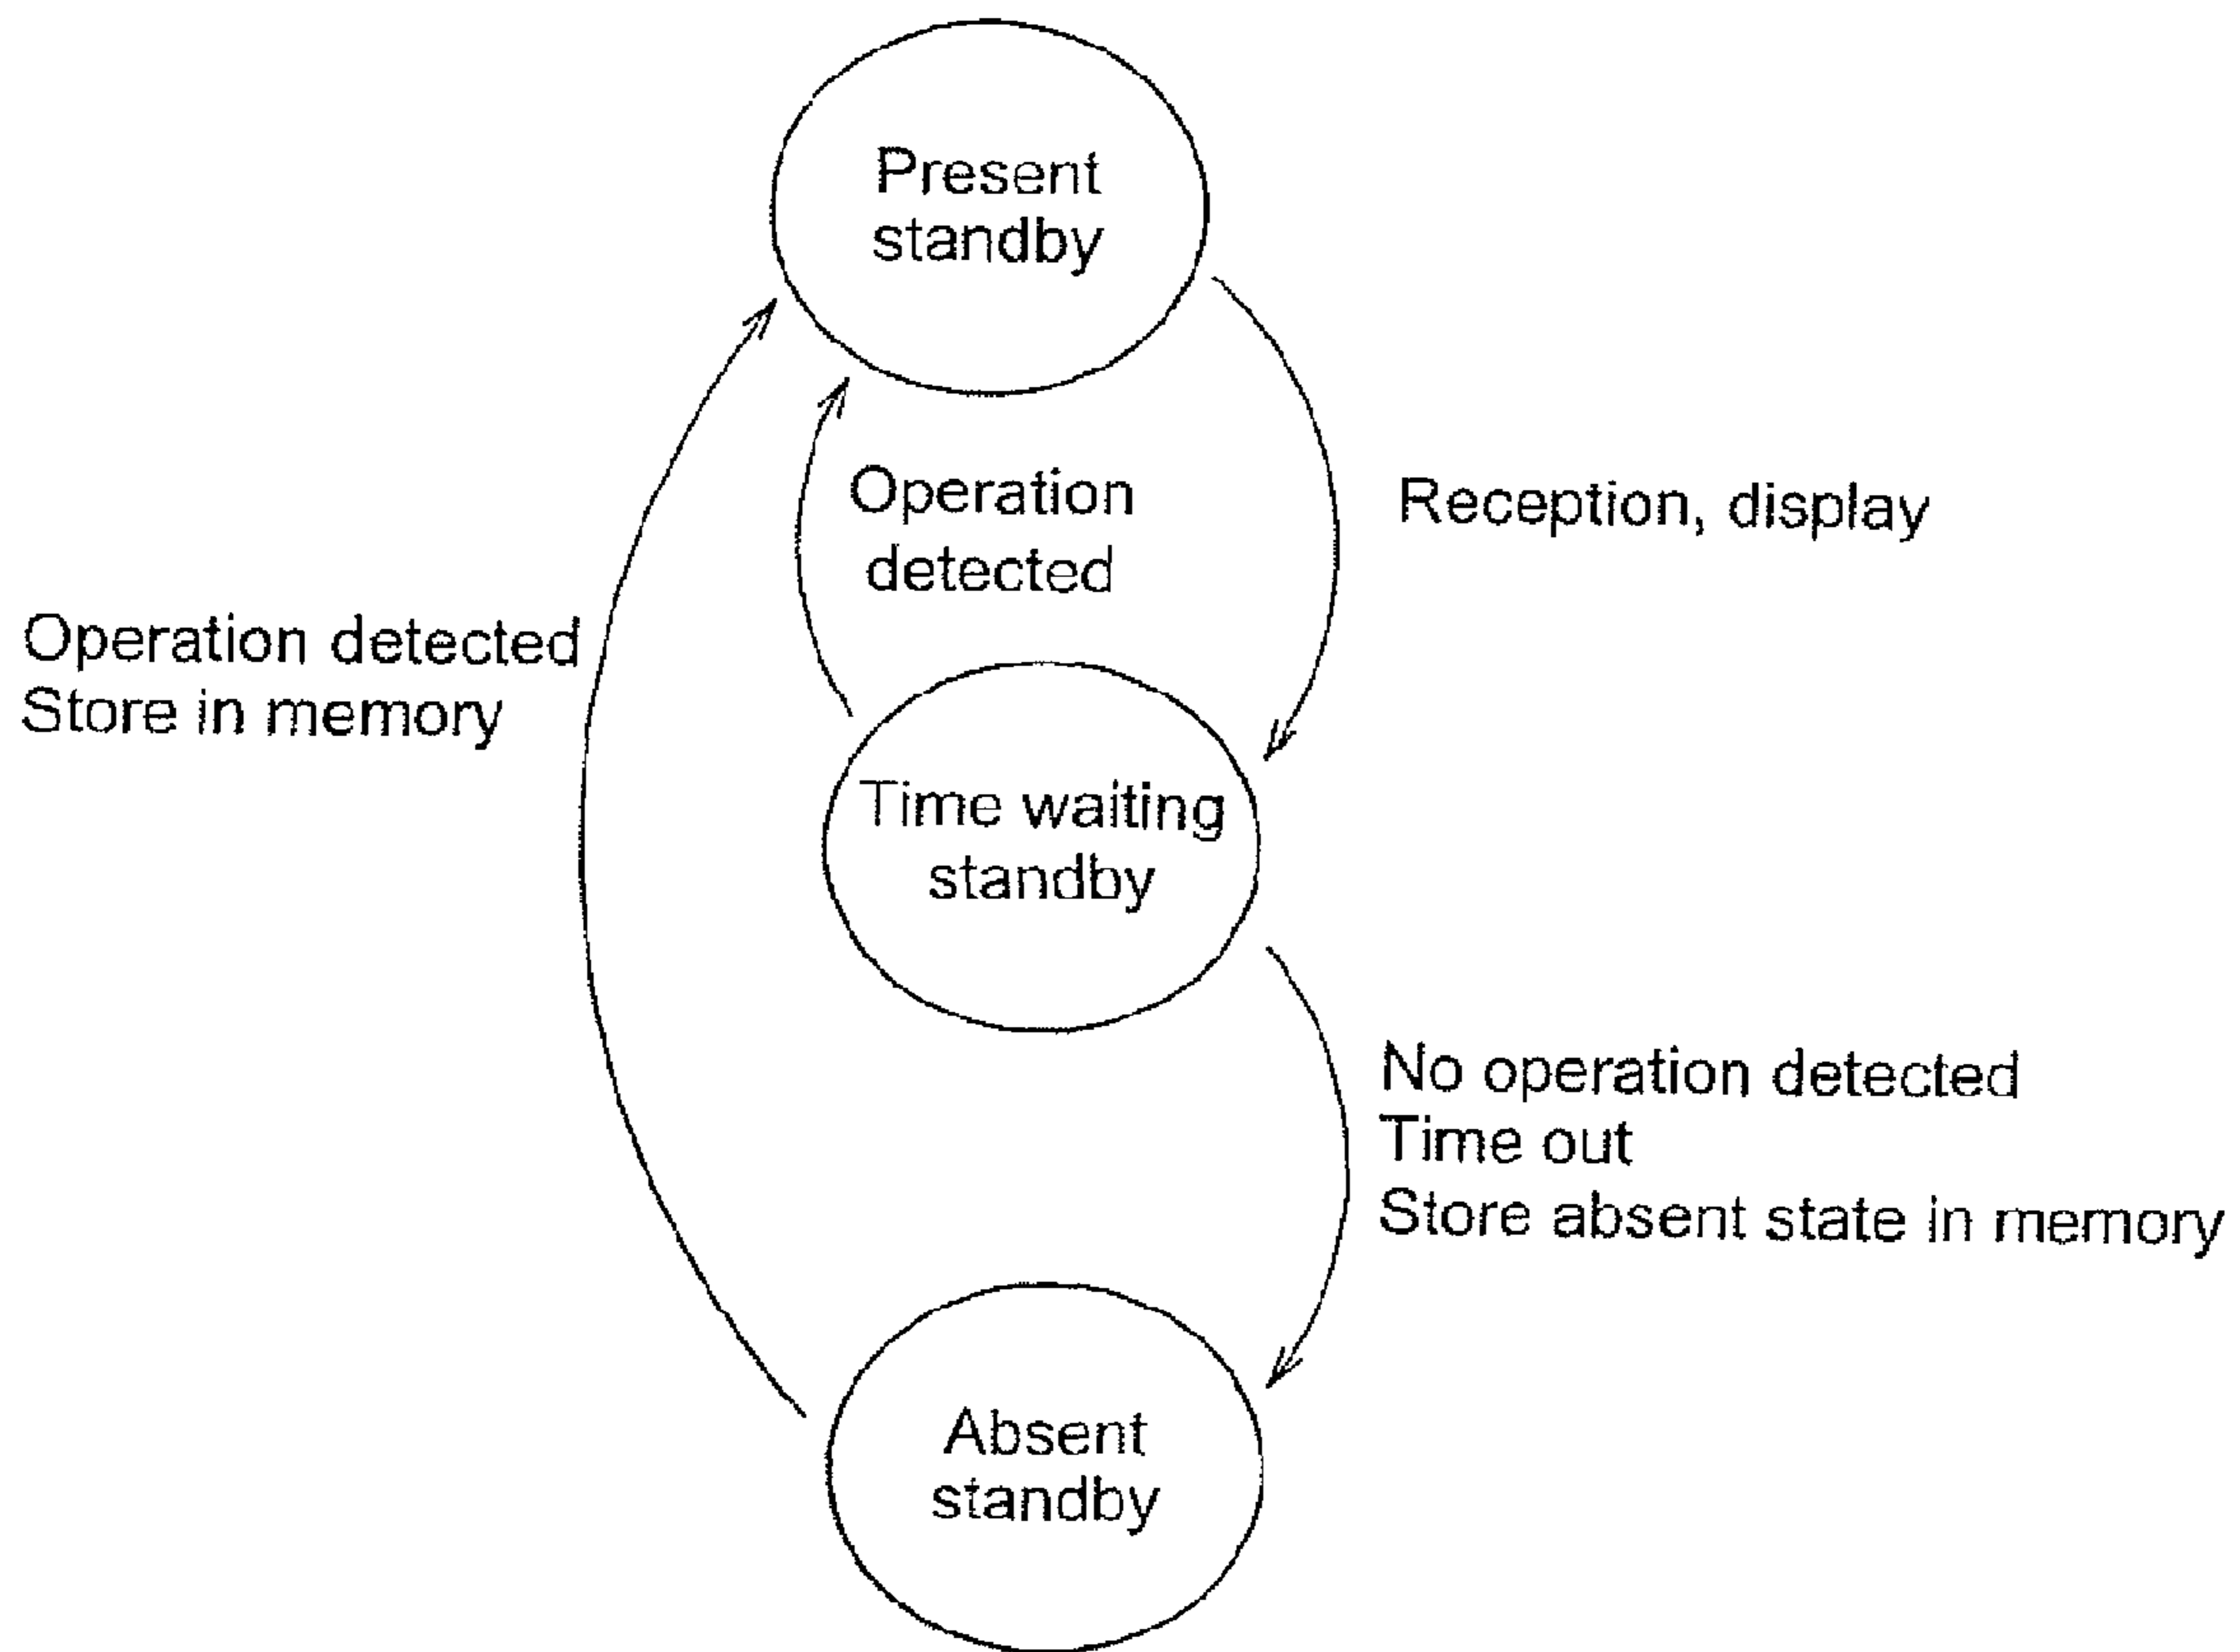 Present
standby
Operation
detected
Reception, display
Operation detected
Store in memory
Time waiting
standby
No operation detected
Time out
Store absent state in memory
Absent
standby